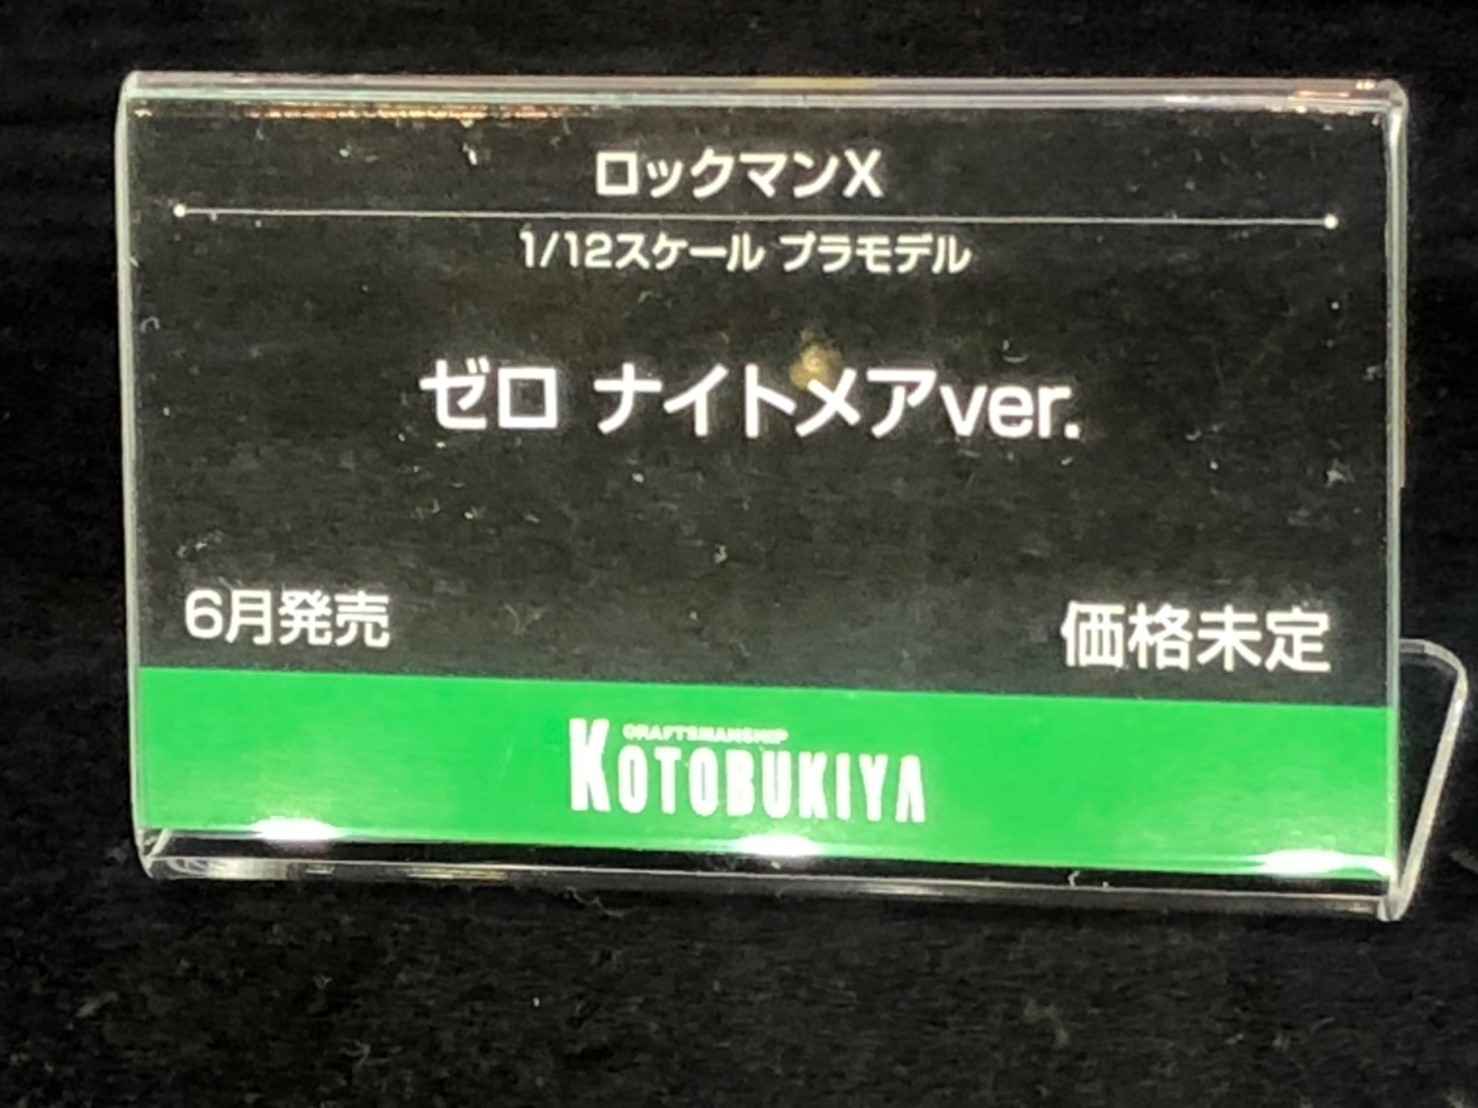 ロックマンX
1/12スケール プラモデル
ゼロ ナイトメアver.
6月発売
価格未定
CRAFTSMANSHIP
KOTOBUKIYA